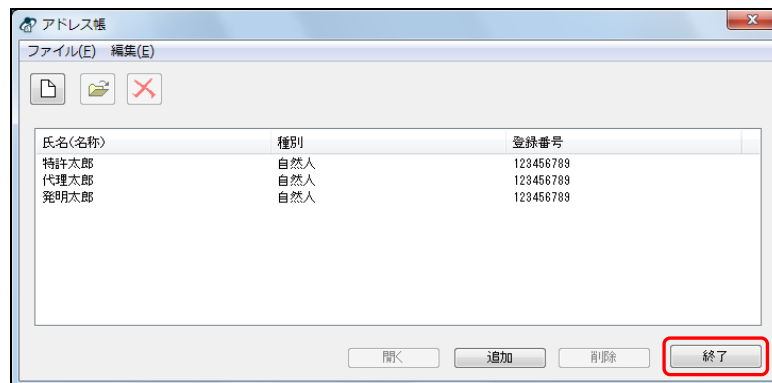 アドレス帳
ファイル(F) 編集(E)
氏名(名称) 種別 登録番号
特許太郎 自然人 123456789
代理太郎 自然人 123456789
発明太郎 自然人 123456789
開く 追加 削除 終了